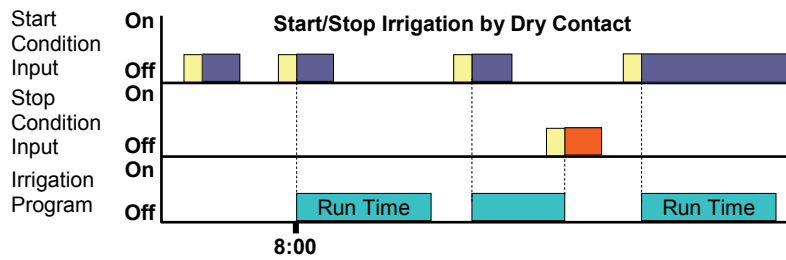 Start/Stop Irrigation by Dry Contact
Start
Condition
Input
On
Off
Stop
Condition
Input
On
Off
Irrigation
Program
On
Off
Run Time
Run Time
8:00